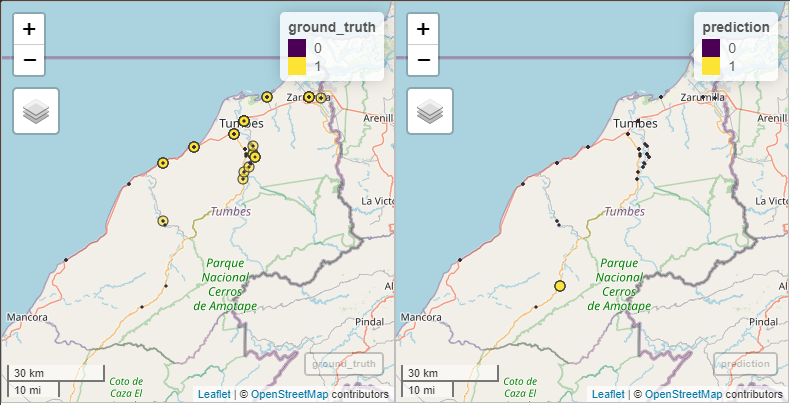 +
−
ground_truth
0
1
Zarumilla
Tumbes
Arenill
La Victo
Tumbes
Parque
Nacional
Cerros
de Amotape
Mancora
Pindal
30 km
10 mi
ground_truth
Coto de
Caza El
Leaflet | © OpenStreetMap contributors
+
−
prediction
0
1
Zarumilla
Tumbes
Arenill
La Victo
Tumbes
Parque
Nacional
Cerros
de Amotape
Mancora
Pindal
30 km
10 mi
prediction
Coto de
Caza El
Leaflet | © OpenStreetMap contributors